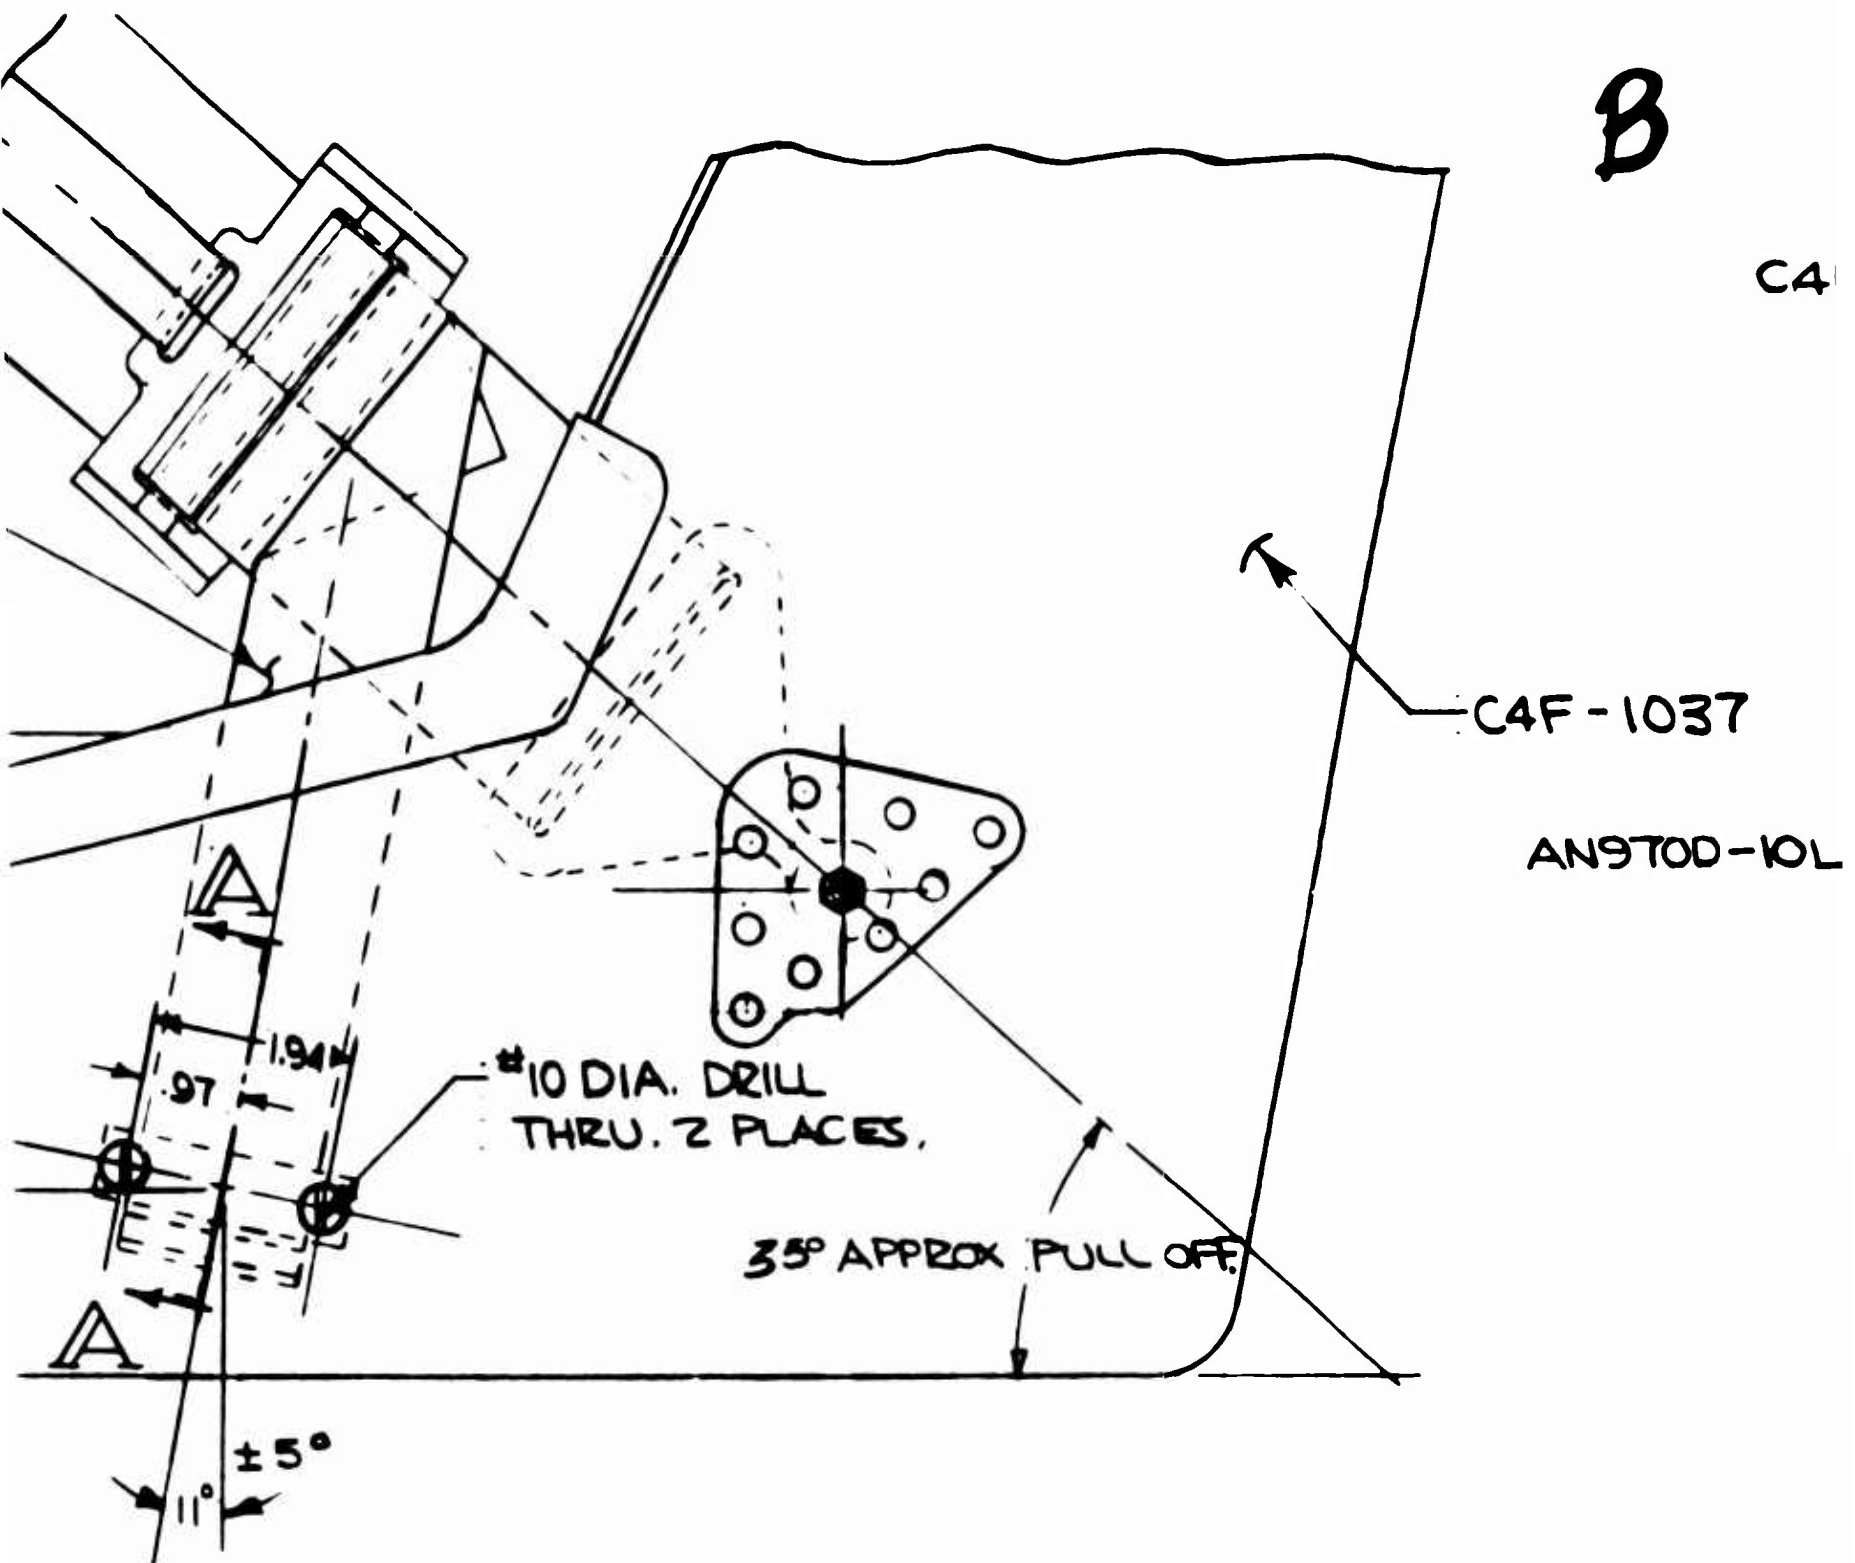 B
C4
C4F-1037
AN970D-10L
A
1.94
.97
#10 DIA. DRILL
THRU. 2 PLACES.
35° APPROX PULL OFF.
A
±5°
11°